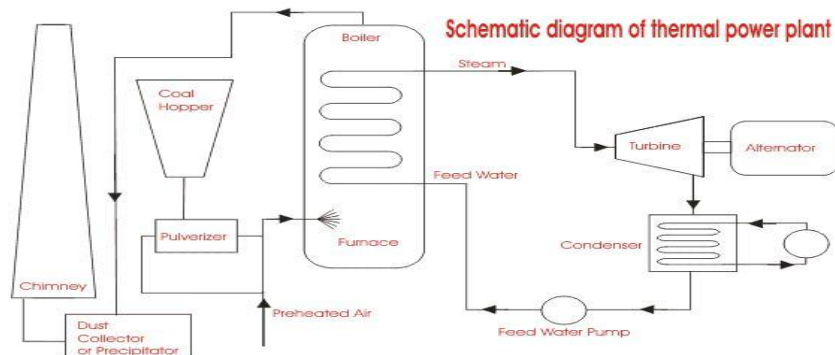 Schematic diagram of thermal power plant
Boiler
Steam
Coal
Hopper
Turbine
Alternator
Feed Water
Pulverizer
Furnace
Condenser
Chimney
Preheated Air
Feed Water Pump
Dust
Collector
or Precipitator